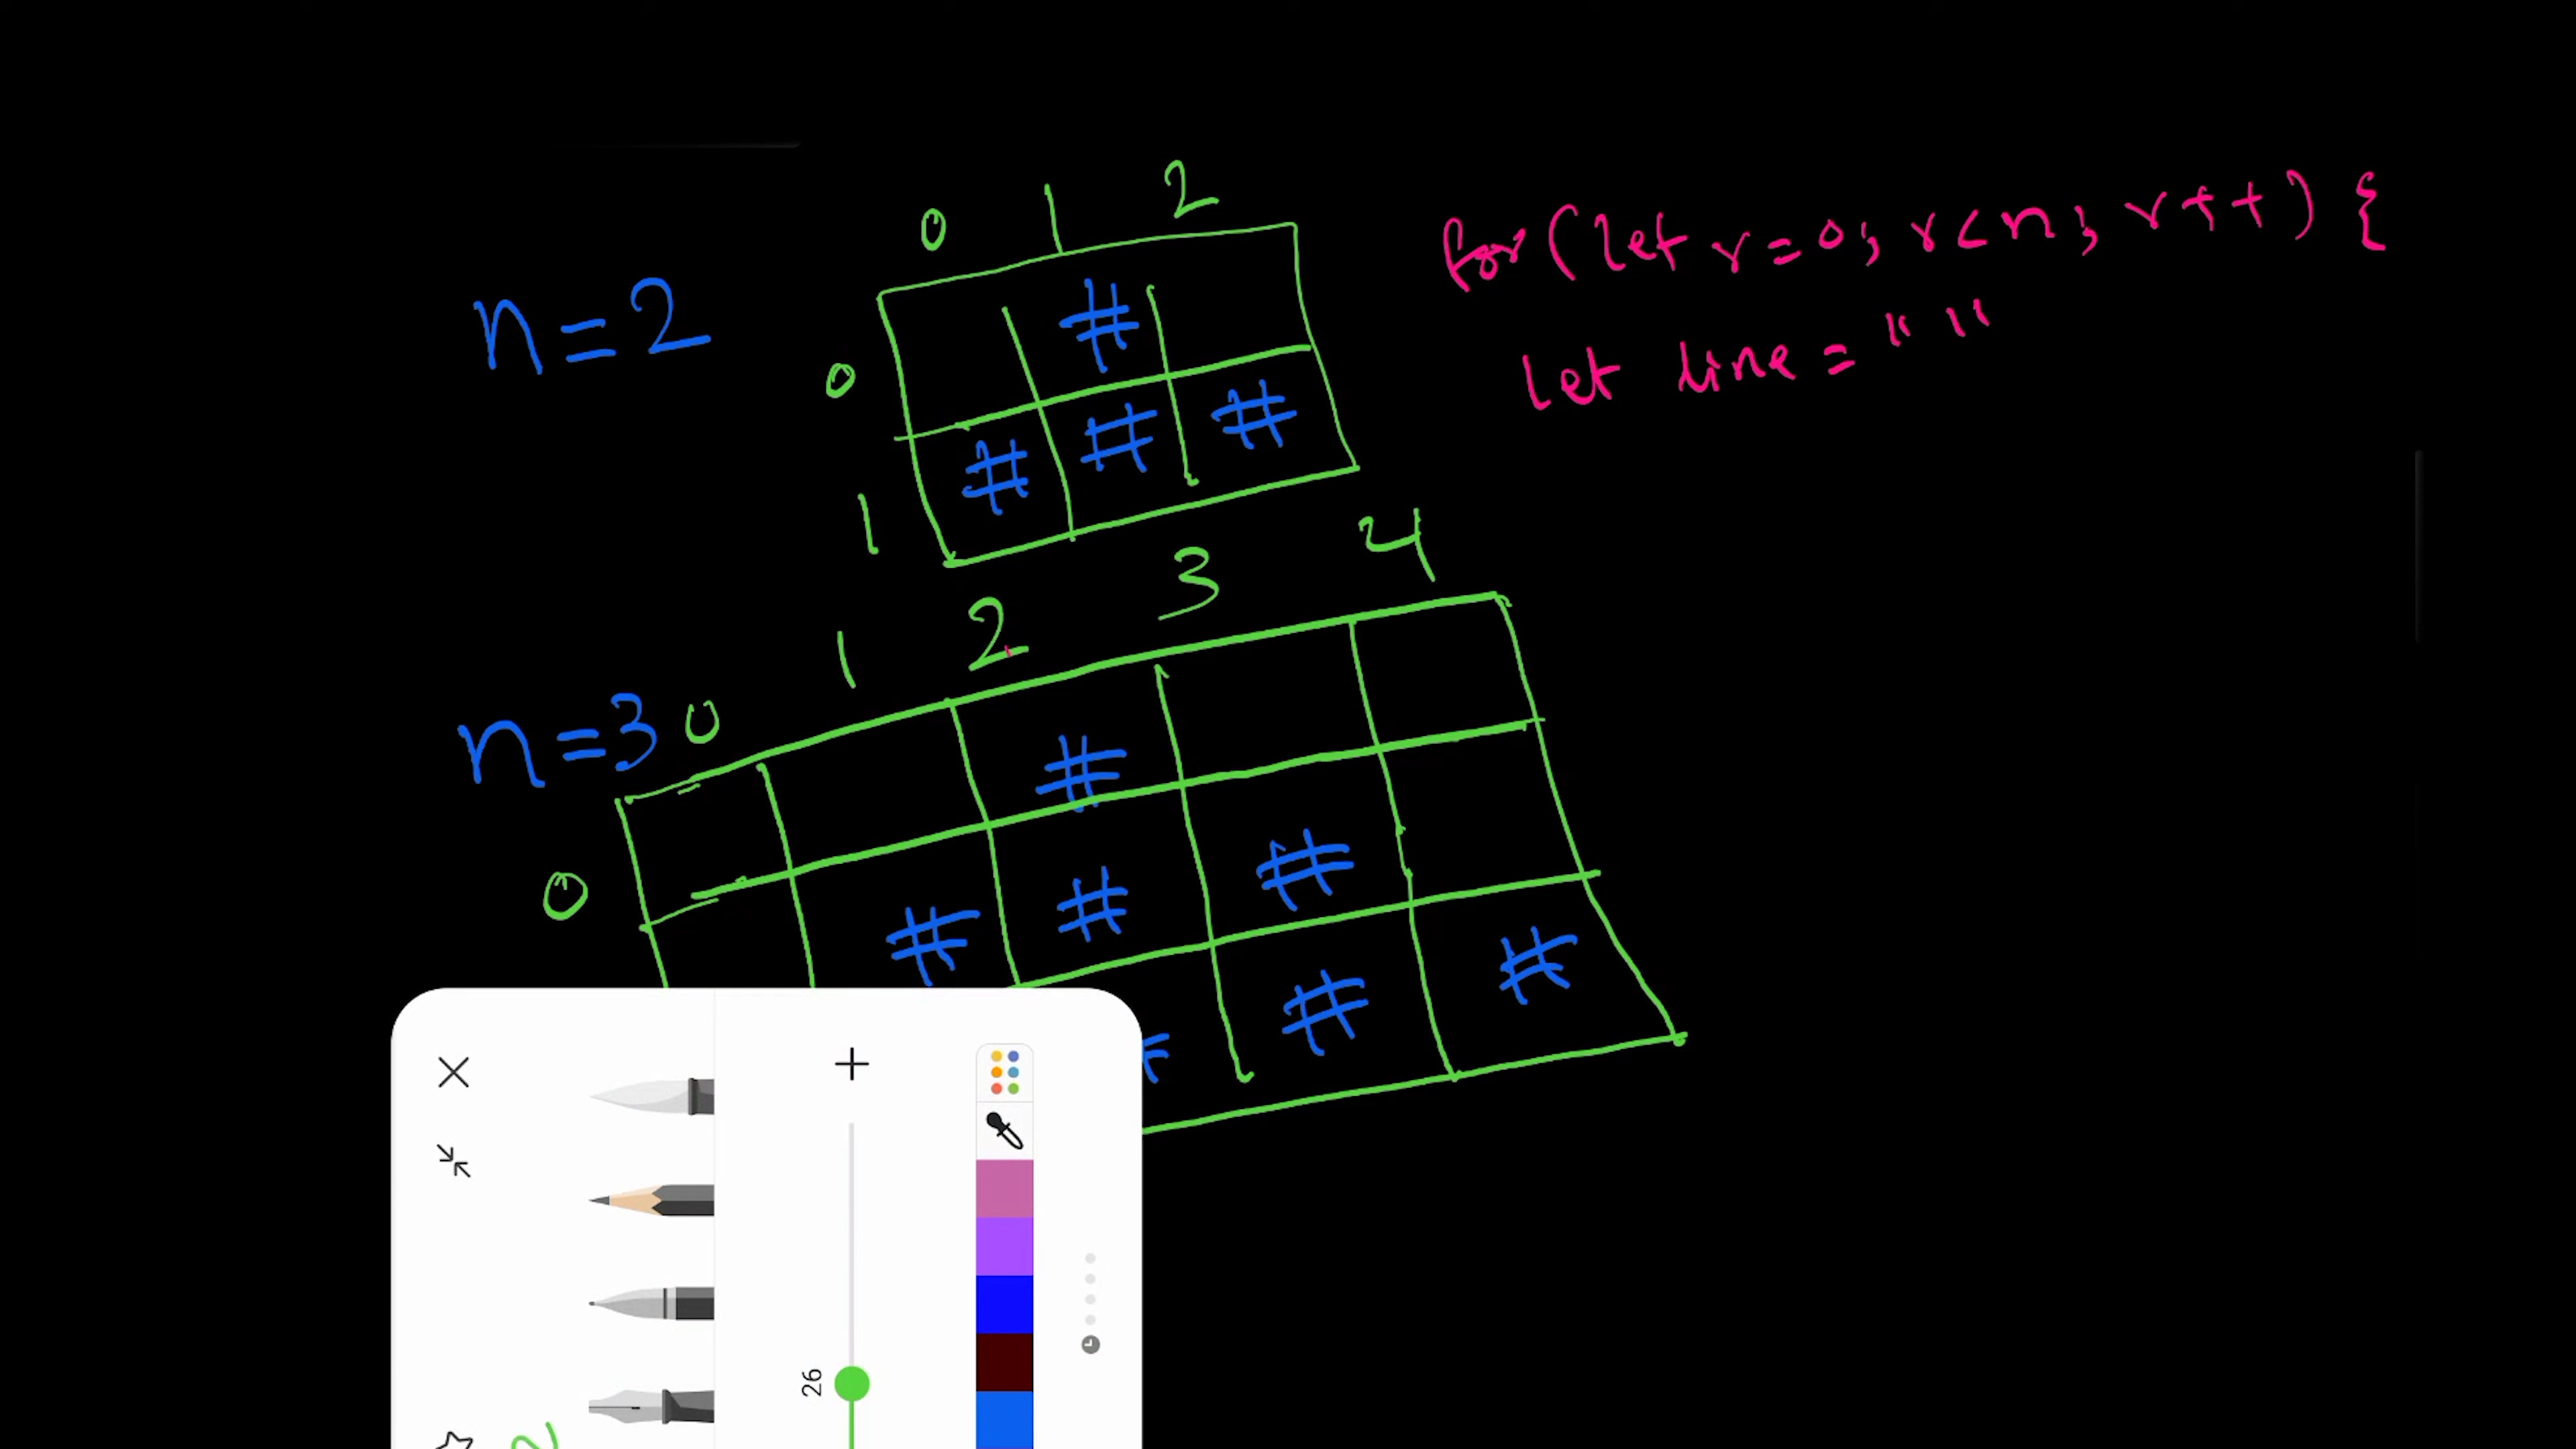 0 1 2
n=2
#
0
# # #
1
for(let r=0; r<n; r++) {
let line = " "
0 1 2 3 4
n=3
#
0
# # #
# # #
26